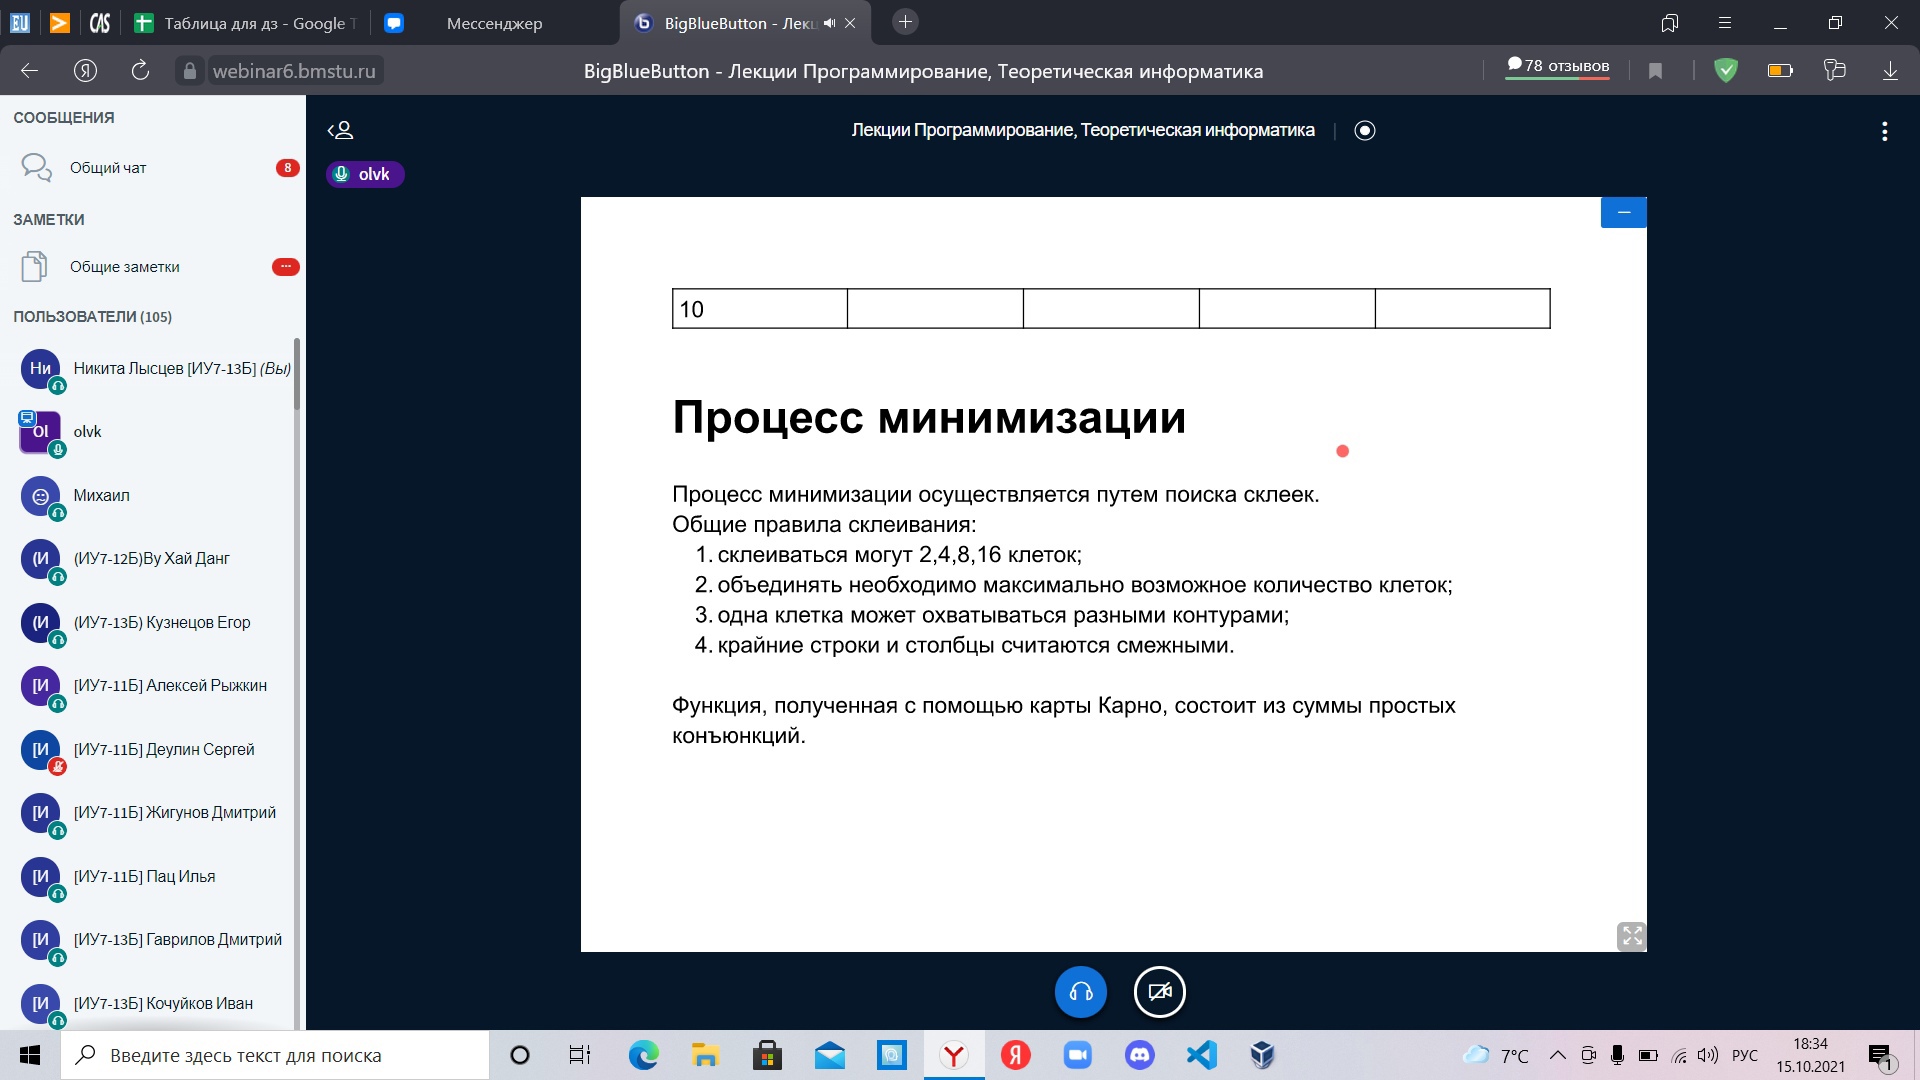 EU
CAS
Таблица для дз - Google Т
Мессенджер
BigBlueButton - Лекц
webinar6.bmstu.ru
BigBlueButton - Лекции Программирование, Теоретическая информатика
78 отзывов
СООБЩЕНИЯ
Общий чат
8
ЗАМЕТКИ
Общие заметки
ПОЛЬЗОВАТЕЛИ (105)
Ни
Никита Лысцев [ИУ7-13Б] (Вы)
Ol
olvk
Михаил
(И
(ИУ7-12Б)Ву Хай Данг
(И
(ИУ7-13Б) Кузнецов Егор
[И
[ИУ7-11Б] Алексей Рыжкин
[И
[ИУ7-11Б] Деулин Сергей
[И
[ИУ7-11Б] Жигунов Дмитрий
[И
[ИУ7-11Б] Пац Илья
[И
[ИУ7-13Б] Гаврилов Дмитрий
[И
[ИУ7-13Б] Кочуйков Иван
Лекции Программирование, Теоретическая информатика
olvk
10
Процесс минимизации
Процесс минимизации осуществляется путем поиска склеек.
Общие правила склеивания:
1. склеиваться могут 2,4,8,16 клеток;
2. объединять необходимо максимально возможное количество клеток;
3. одна клетка может охватываться разными контурами;
4. крайние строки и столбцы считаются смежными.
Функция, полученная с помощью карты Карно, состоит из суммы простых
конъюнкций.
Введите здесь текст для поиска
7°C
РУС
18:34
15.10.2021
1